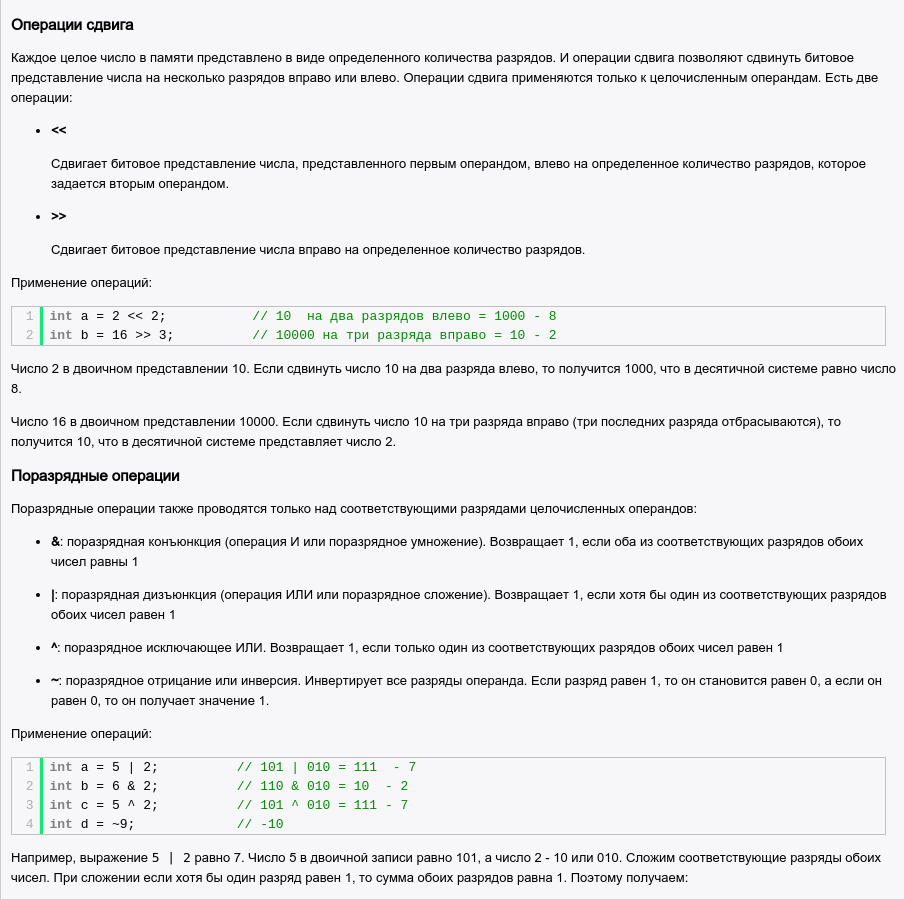 Операции сдвига
Каждое целое число в памяти представлено в виде определенного количества разрядов. И операции сдвига позволяют сдвинуть битовое
представление числа на несколько разрядов вправо или влево. Операции сдвига применяются только к целочисленным операндам. Есть две
операции:
• <<
Сдвигает битовое представление числа, представленного первым операндом, влево на определенное количество разрядов, которое
задается вторым операндом.
• >>
Сдвигает битовое представление числа вправо на определенное количество разрядов.
Применение операций:
1 int a = 2 << 2;           // 10  на два разрядов влево = 1000 - 8
2 int b = 16 >> 3;          // 10000 на три разряда вправо = 10 - 2
Число 2 в двоичном представлении 10. Если сдвинуть число 10 на два разряда влево, то получится 1000, что в десятичной системе равно число
8.
Число 16 в двоичном представлении 10000. Если сдвинуть число 10 на три разряда вправо (три последних разряда отбрасываются), то
получится 10, что в десятичной системе представляет число 2.
Поразрядные операции
Поразрядные операции также проводятся только над соответствующими разрядами целочисленных операндов:
• &: поразрядная конъюнкция (операция И или поразрядное умножение). Возвращает 1, если оба из соответствующих разрядов обоих
чисел равны 1
• |: поразрядная дизъюнкция (операция ИЛИ или поразрядное сложение). Возвращает 1, если хотя бы один из соответствующих разрядов
обоих чисел равен 1
• ^: поразрядное исключающее ИЛИ. Возвращает 1, если только один из соответствующих разрядов обоих чисел равен 1
• ~: поразрядное отрицание или инверсия. Инвертирует все разряды операнда. Если разряд равен 1, то он становится равен 0, а если он
равен 0, то он получает значение 1.
Применение операций:
1 int a = 5 | 2;          // 101 | 010 = 111  - 7
2 int b = 6 & 2;          // 110 & 010 = 10  - 2
3 int c = 5 ^ 2;          // 101 ^ 010 = 111 - 7
4 int d = ~9;             // -10
Например, выражение 5 | 2 равно 7. Число 5 в двоичной записи равно 101, а число 2 - 10 или 010. Сложим соответствующие разряды обоих
чисел. При сложении если хотя бы один разряд равен 1, то сумма обоих разрядов равна 1. Поэтому получаем: